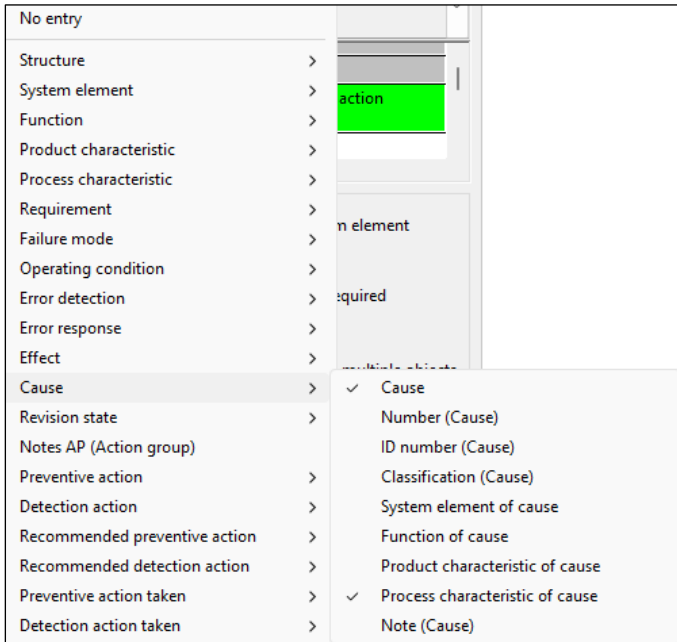 No entry
Structure
System element
Function
Product characteristic
Process characteristic
Requirement
Failure mode
Operating condition
Error detection
Error response
Effect
Cause
Revision state
Notes AP (Action group)
Preventive action
Detection action
Recommended preventive action
Recommended detection action
Preventive action taken
Detection action taken
action
element
multiple objects
Cause
Number (Cause)
ID number (Cause)
Classification (Cause)
System element of cause
Function of cause
Product characteristic of cause
Process characteristic of cause
Note (Cause)